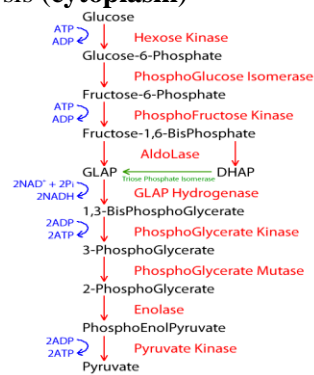 sis (cytoplasm)
Glucose
ATP
ADP
Hexose Kinase
Glucose-6-Phosphate
PhosphoGlucose Isomerase
Fructose-6-Phosphate
ATP
ADP
PhosphoFructose Kinase
Fructose-1,6-BisPhosphate
AldoLase
GLAP
Triose Phosphate Isomerase
DHAP
2NAD⁺ + 2Pi
2NADH
GLAP Hydrogenase
1,3-BisPhosphoGlycerate
2ADP
2ATP
PhosphoGlycerate Kinase
3-PhosphoGlycerate
PhosphoGlycerate Mutase
2-PhosphoGlycerate
Enolase
PhosphoEnolPyruvate
2ADP
2ATP
Pyruvate Kinase
Pyruvate